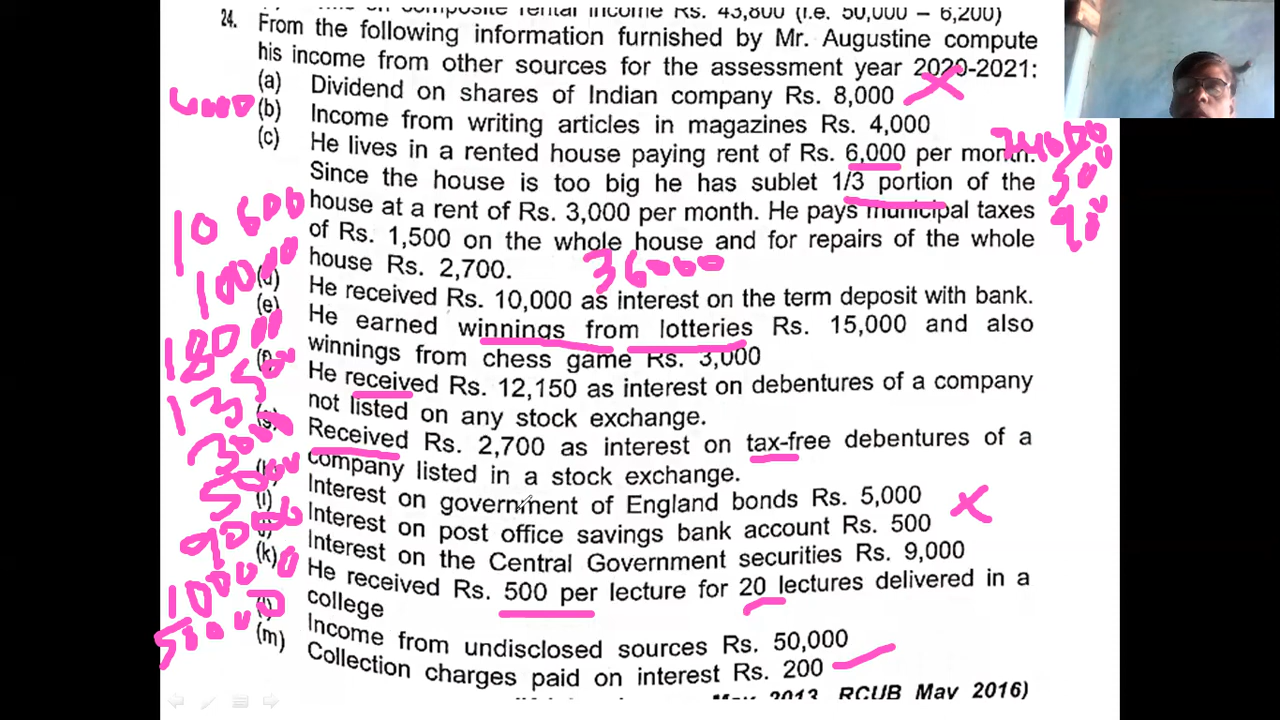 24. From the following information furnished by Mr. Augustine compute
his income from other sources for the assessment year 2020-2021:
(a) Dividend on shares of Indian company Rs. 8,000
(b) Income from writing articles in magazines Rs. 4,000
(c) He lives in a rented house paying rent of Rs. 6,000 per month.
Since the house is too big he has sublet 1/3 portion of the
house at a rent of Rs. 3,000 per month. He pays municipal taxes
of Rs. 1,500 on the whole house and for repairs of the whole
house Rs. 2,700.
36000
(d) He received Rs. 10,000 as interest on the term deposit with bank.
(e) He earned winnings from lotteries Rs. 15,000 and also
winnings from chess game Rs. 3,000
(f) He received Rs. 12,150 as interest on debentures of a company
not listed on any stock exchange.
(g) Received Rs. 2,700 as interest on tax-free debentures of a
company listed in a stock exchange.
(h) Interest on government of England bonds Rs. 5,000
(i) Interest on post office savings bank account Rs. 500
(j) Interest on the Central Government securities Rs. 9,000
(k) He received Rs. 500 per lecture for 20 lectures delivered in a
college
(l) Income from undisclosed sources Rs. 50,000
(m) Collection charges paid on interest Rs. 200
4000
10600
10000
18000
13500
3000
5000
9000
10000
50000
24000
500
900